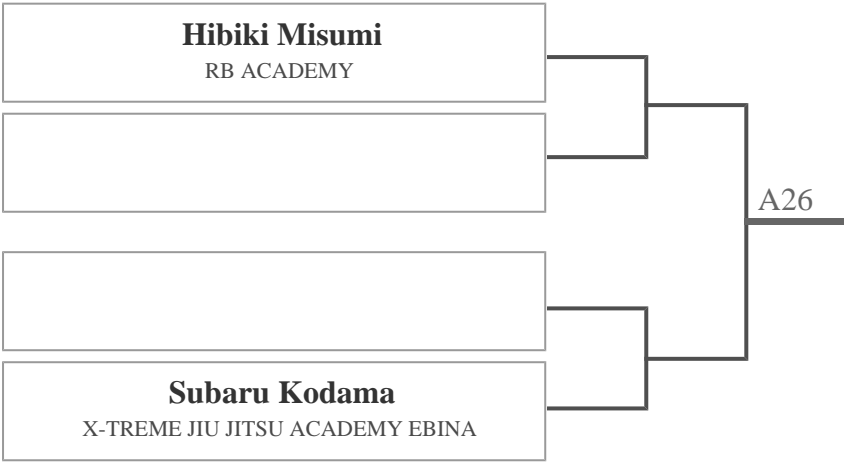 Hibiki Misumi
RB ACADEMY
A26
Subaru Kodama
X-TREME JIU JITSU ACADEMY EBINA